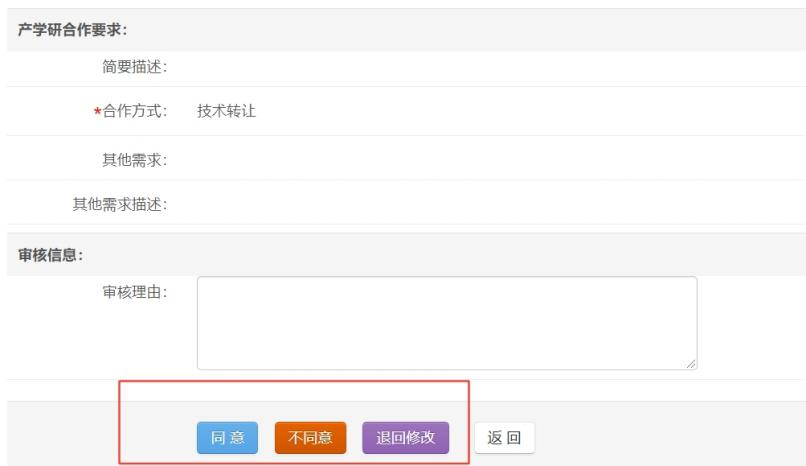 产学研合作要求：
简要描述：
*合作方式： 技术转让
其他需求：
其他需求描述：
审核信息：
审核理由：
同 意 不同意 退回修改 返 回